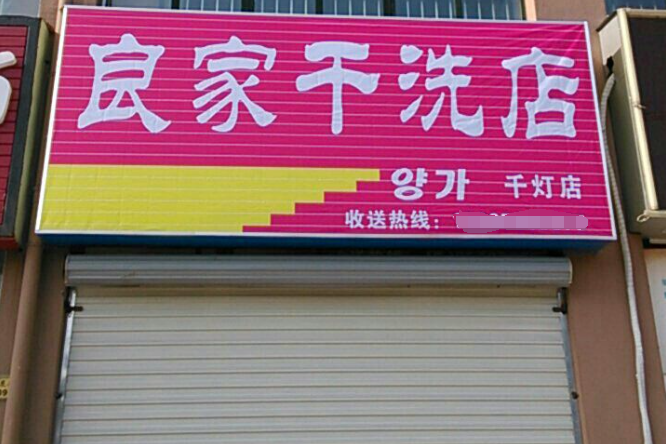 良家干洗店
양가 千灯店
收送热线：